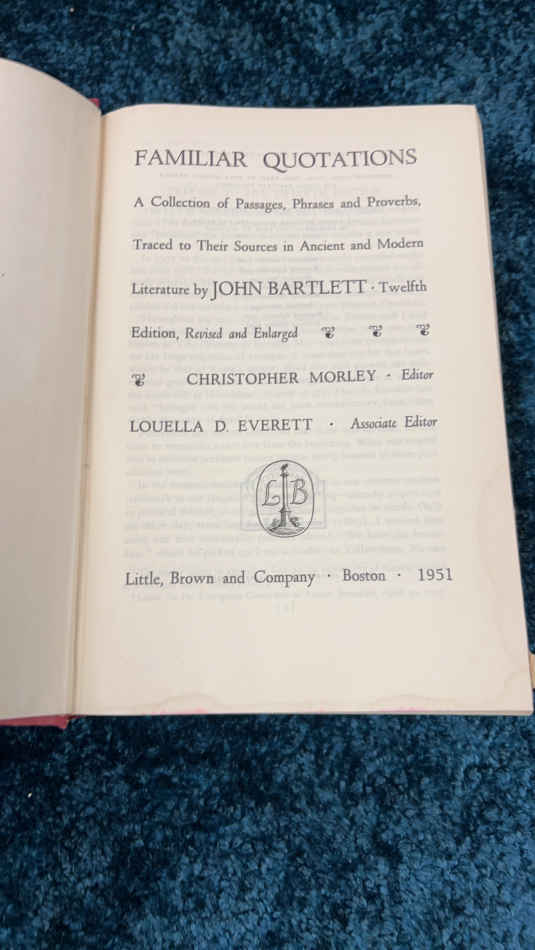 FAMILIAR QUOTATIONS
A Collection of Passages, Phrases and Proverbs,
Traced to Their Sources in Ancient and Modern
Literature by JOHN BARTLETT · Twelfth
Edition, Revised and Enlarged
CHRISTOPHER MORLEY · Editor
LOUELLA D. EVERETT · Associate Editor
L B
Little, Brown and Company · Boston · 1951